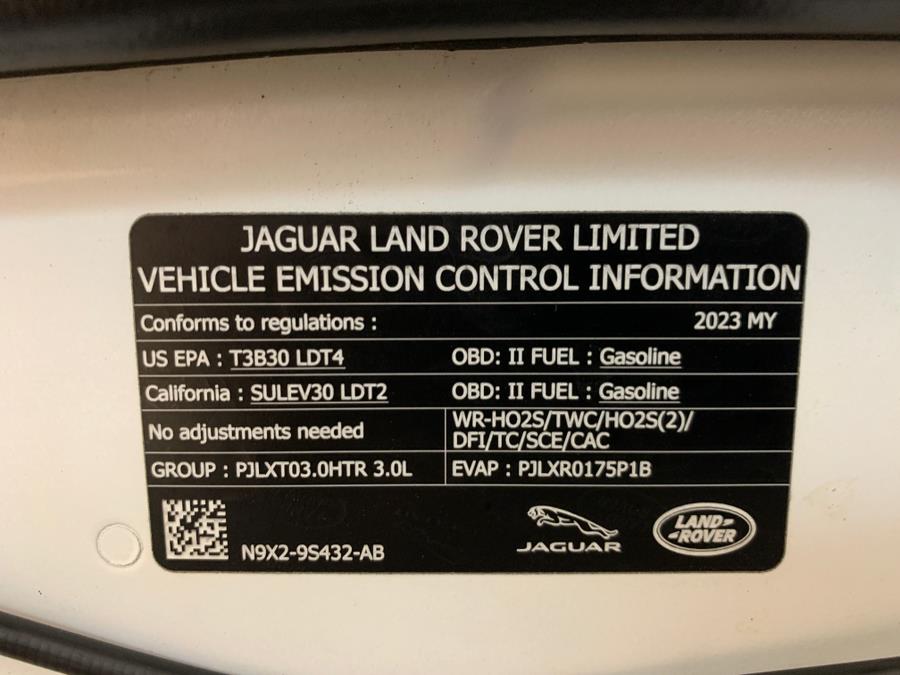 JAGUAR LAND ROVER LIMITED
VEHICLE EMISSION CONTROL INFORMATION
Conforms to regulations : 2023 MY
US EPA : T3B30 LDT4 OBD: II FUEL : Gasoline
California : SULEV30 LDT2 OBD: II FUEL : Gasoline
No adjustments needed
WR-HO2S/TWC/HO2S(2)/
DFI/TC/SCE/CAC
GROUP : PJLXT03.0HTR 3.0L EVAP : PJLXR0175P1B
N9X2-9S432-AB
JAGUAR
LAND-
ROVER